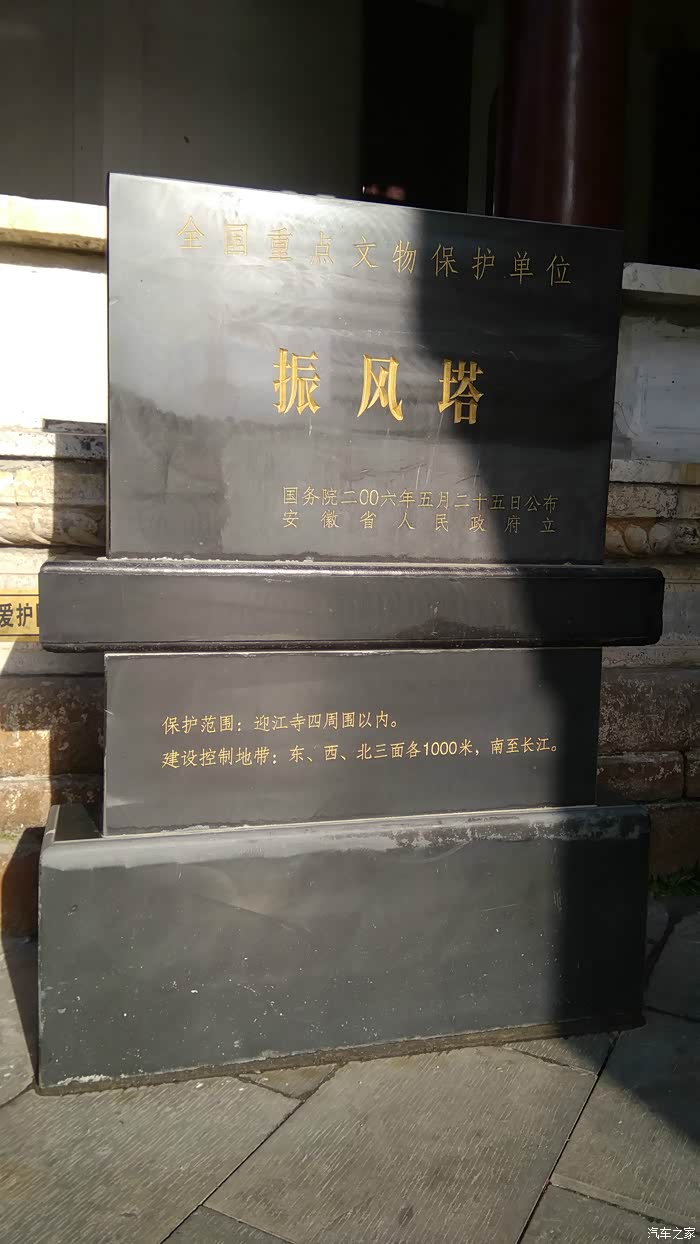 全国重点文物保护单位
振风塔
国务院二00六年五月二十五日公布
安徽省人民政府立
爱护
保护范围：迎江寺四周围以内。
建设控制地带：东、西、北三面各1000米，南至长江。
汽车之家